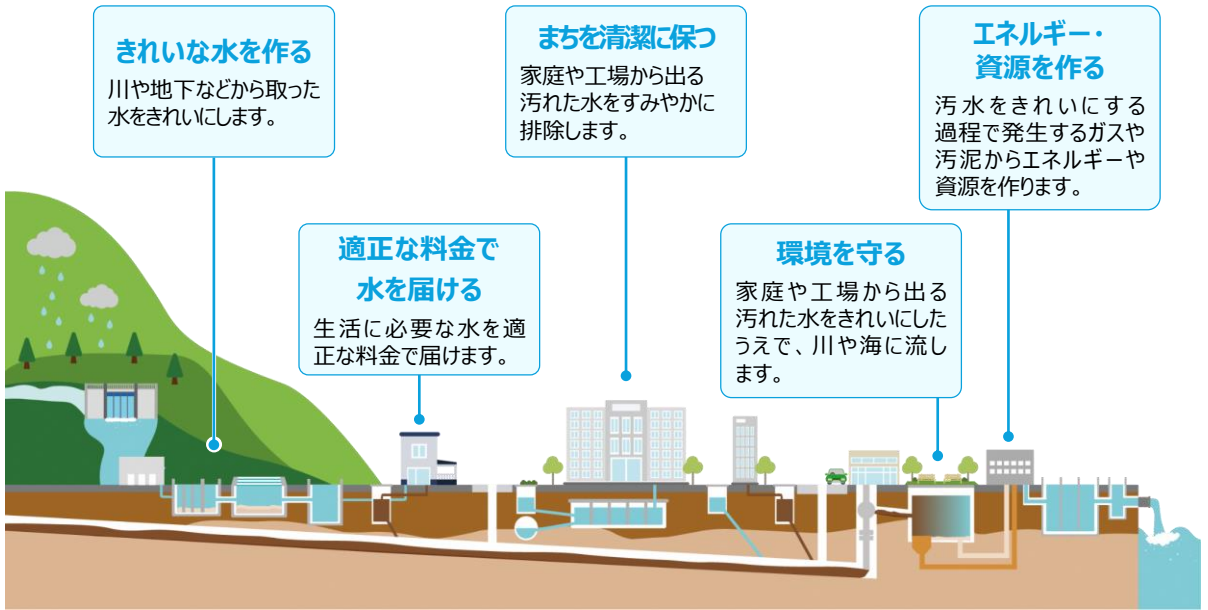 きれいな水を作る
川や地下などから取った
水をきれいにします。
適正な料金で
水を届ける
生活に必要な水を適
正な料金で届けます。
まちを清潔に保つ
家庭や工場から出る
汚れた水をすみやかに
排除します。
環境を守る
家庭や工場から出る
汚れた水をきれいにした
うえで、川や海に流し
ます。
エネルギー・
資源を作る
汚水をきれいにする
過程で発生するガスや
汚泥からエネルギーや
資源を作ります。